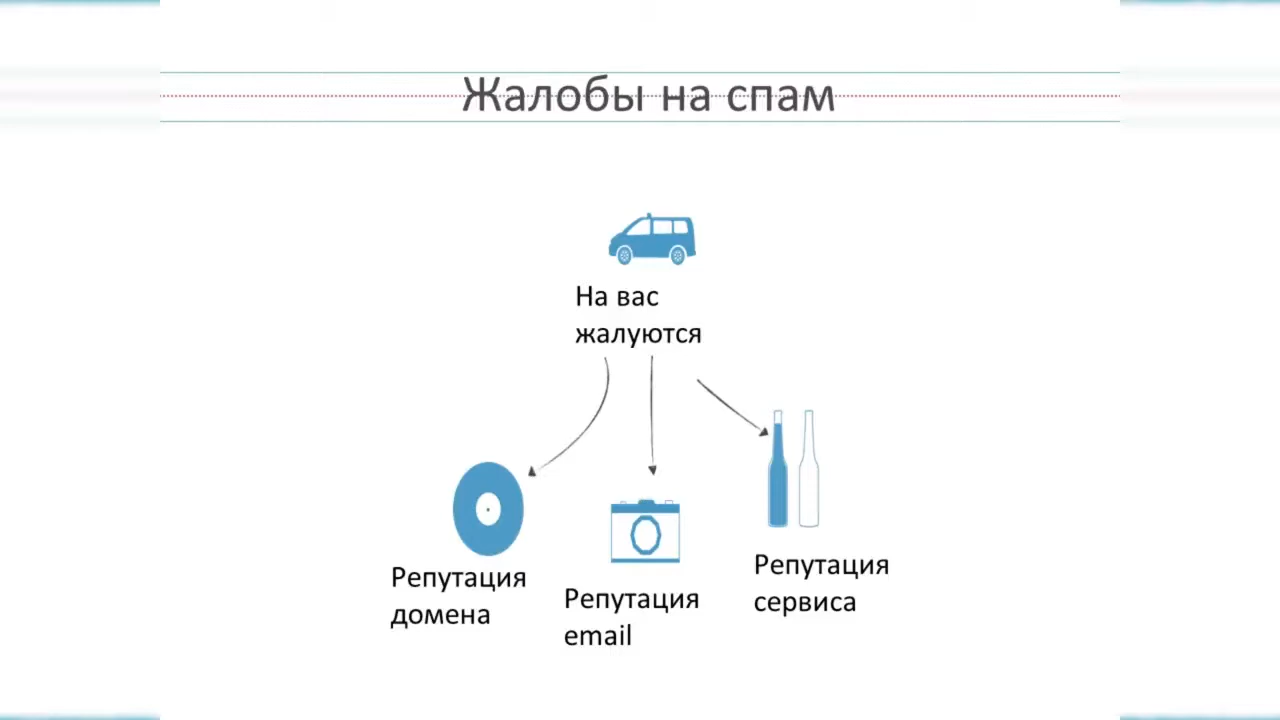 Жалобы на спам
На вас
жалуются
Репутация
домена
Репутация
email
Репутация
сервиса